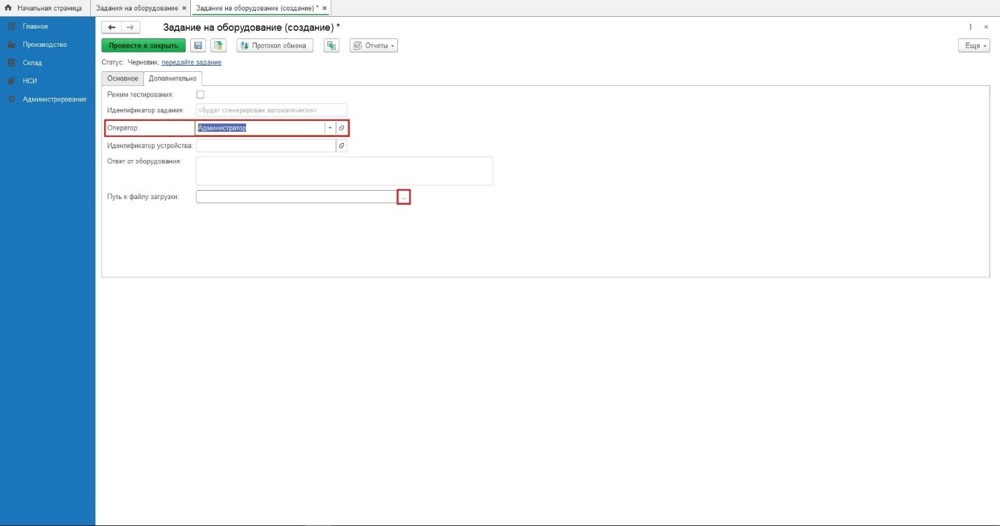 Начальная страница Задания на оборудование × Задание на оборудование (создание) * ×
Главное
Производство
Склад
НСИ
Администрирование
Задание на оборудование (создание) *
Провести и закрыть Протокол обмена Отчеты Еще
Статус: Черновик, передайте задание
Основное Дополнительно
Режим тестирования:
Идентификатор задания: <будет сгенерирован автоматически>
Оператор: Администратор
Идентификатор устройства:
Ответ от оборудования:
Путь к файлу загрузки: ...